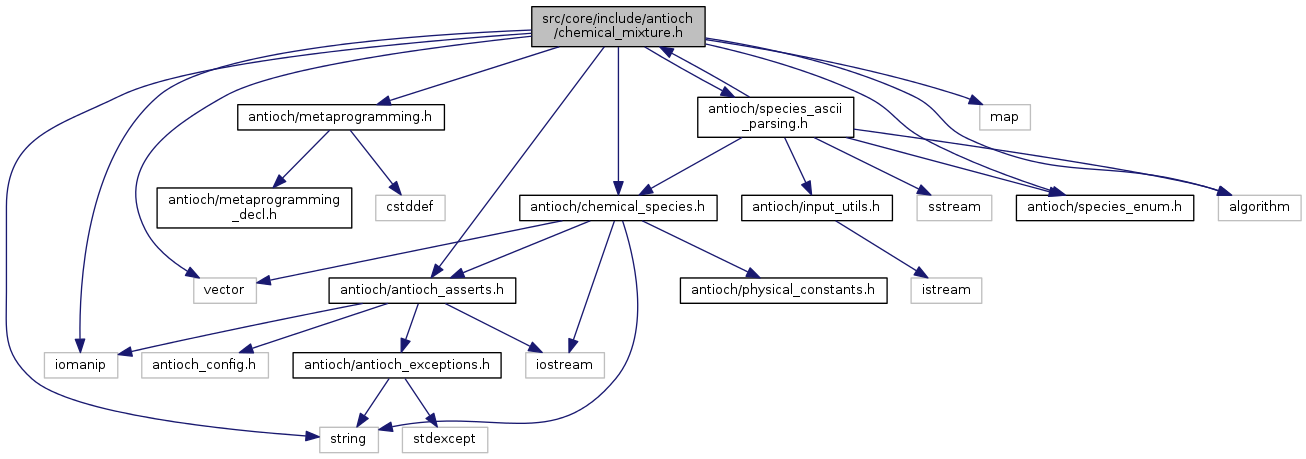 src/core/include/antioch
/chemical_mixture.h
antioch/metaprogramming.h
antioch/species_ascii
_parsing.h
map
antioch/metaprogramming
_decl.h
cstddef
antioch/chemical_species.h
antioch/input_utils.h
sstream
antioch/species_enum.h
algorithm
vector
antioch/antioch_asserts.h
antioch/physical_constants.h
istream
iomanip
antioch_config.h
antioch/antioch_exceptions.h
iostream
string
stdexcept